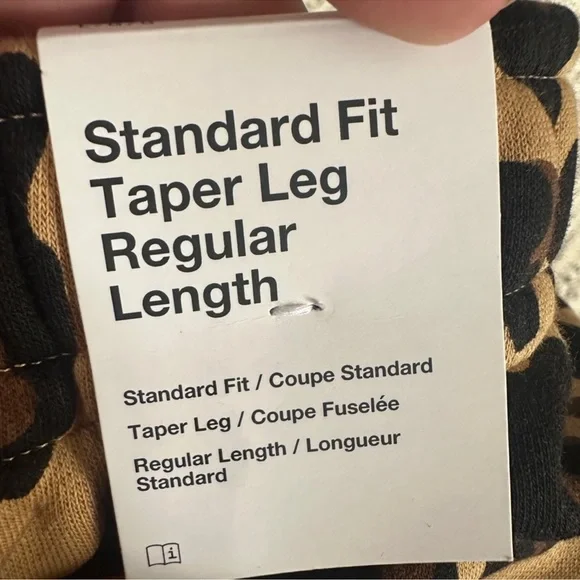 Standard Fit
Taper Leg
Regular
Length
Standard Fit / Coupe Standard
Taper Leg / Coupe Fuselée
Regular Length / Longueur
Standard
i